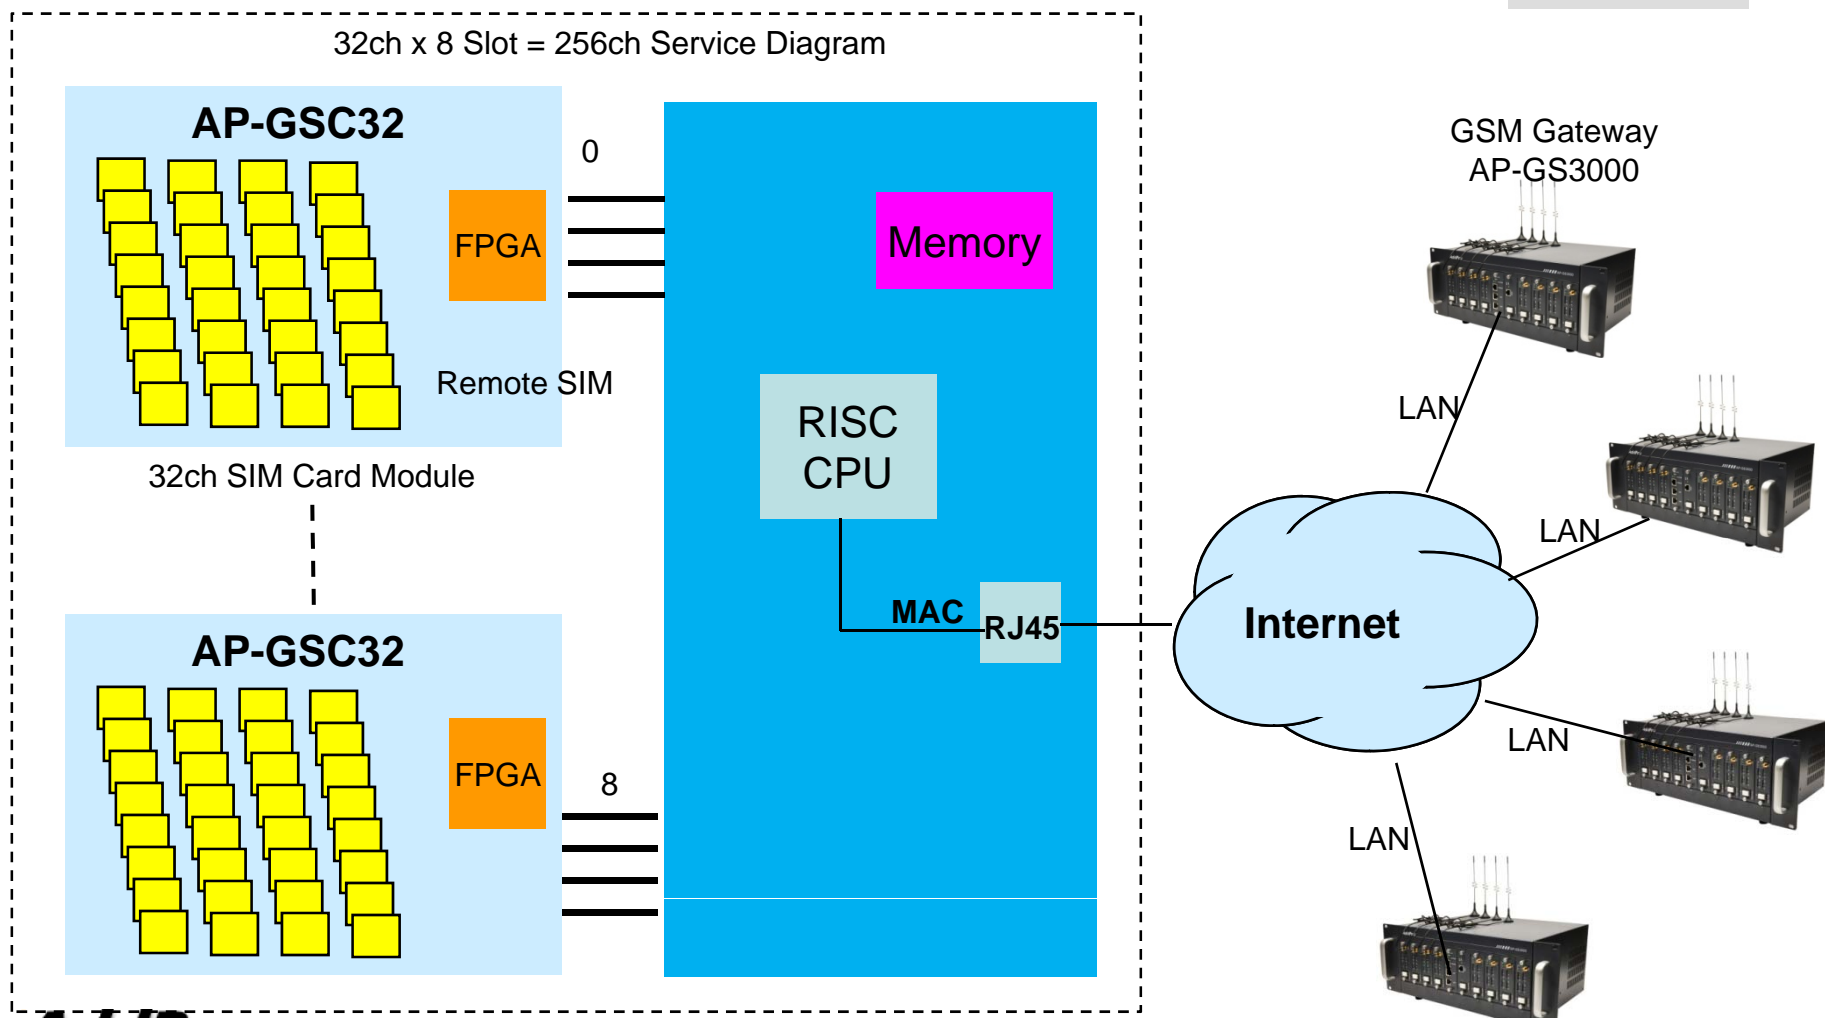 32ch x 8 Slot = 256ch Service Diagram
AP-GSC32
0
FPGA
Remote SIM
32ch SIM Card Module
AP-GSC32
FPGA
8
Memory
RISC
CPU
MAC
RJ45
Internet
GSM Gateway
AP-GS3000
LAN
LAN
LAN
LAN